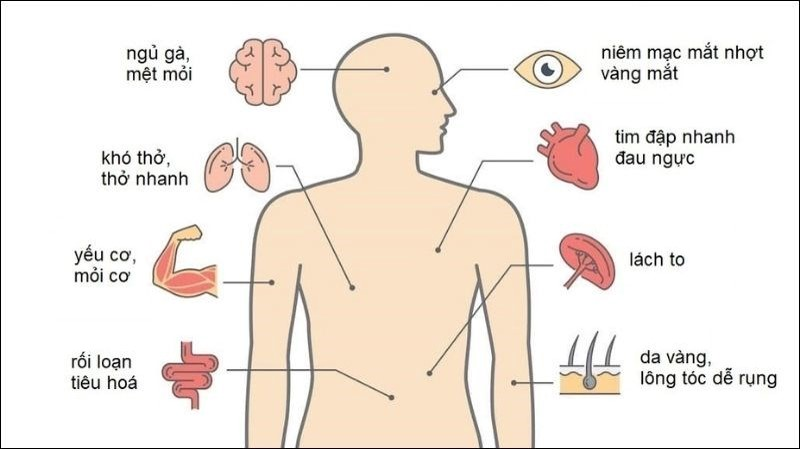 ngủ gà,
mệt mỏi
niêm mạc mắt nhợt
vàng mắt
khó thở,
thở nhanh
tim đập nhanh
đau ngực
yếu cơ,
mỏi cơ
lách to
rối loạn
tiêu hoá
da vàng,
lông tóc dễ rụng